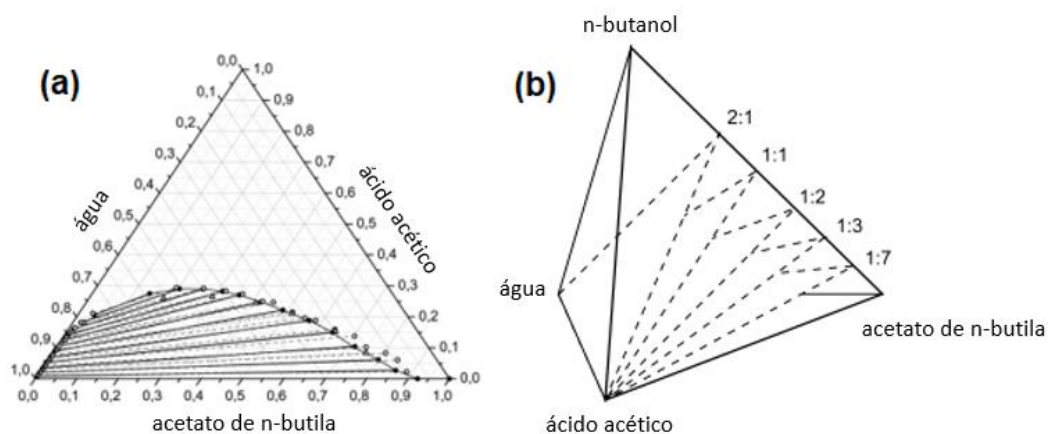 (a)
0,0
1,0
0,1
0,9
0,2
0,8
0,3
0,7
0,4
0,6
0,5
0,5
0,6
0,4
0,7
0,3
0,8
0,2
0,9
0,1
1,0
0,0
água
ácido acético
0,0 0,1 0,2 0,3 0,4 0,5 0,6 0,7 0,8 0,9 1,0
acetato de n-butila
(b)
n-butanol
2:1
1:1
1:2
1:3
1:7
água
acetato de n-butila
ácido acético